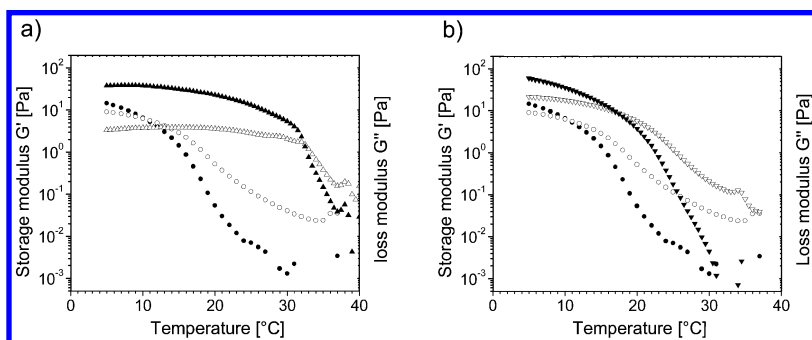 a)
Storage modulus G' [Pa]
10²
10¹
10⁰
10⁻¹
10⁻²
10⁻³
0 10 20 30 40
Temperature [°C]
loss modulus G'' [Pa]
b)
Storage modulus G' [Pa]
10²
10¹
10⁰
10⁻¹
10⁻²
10⁻³
0 10 20 30 40
Temperature [°C]
Loss modulus G'' [Pa]